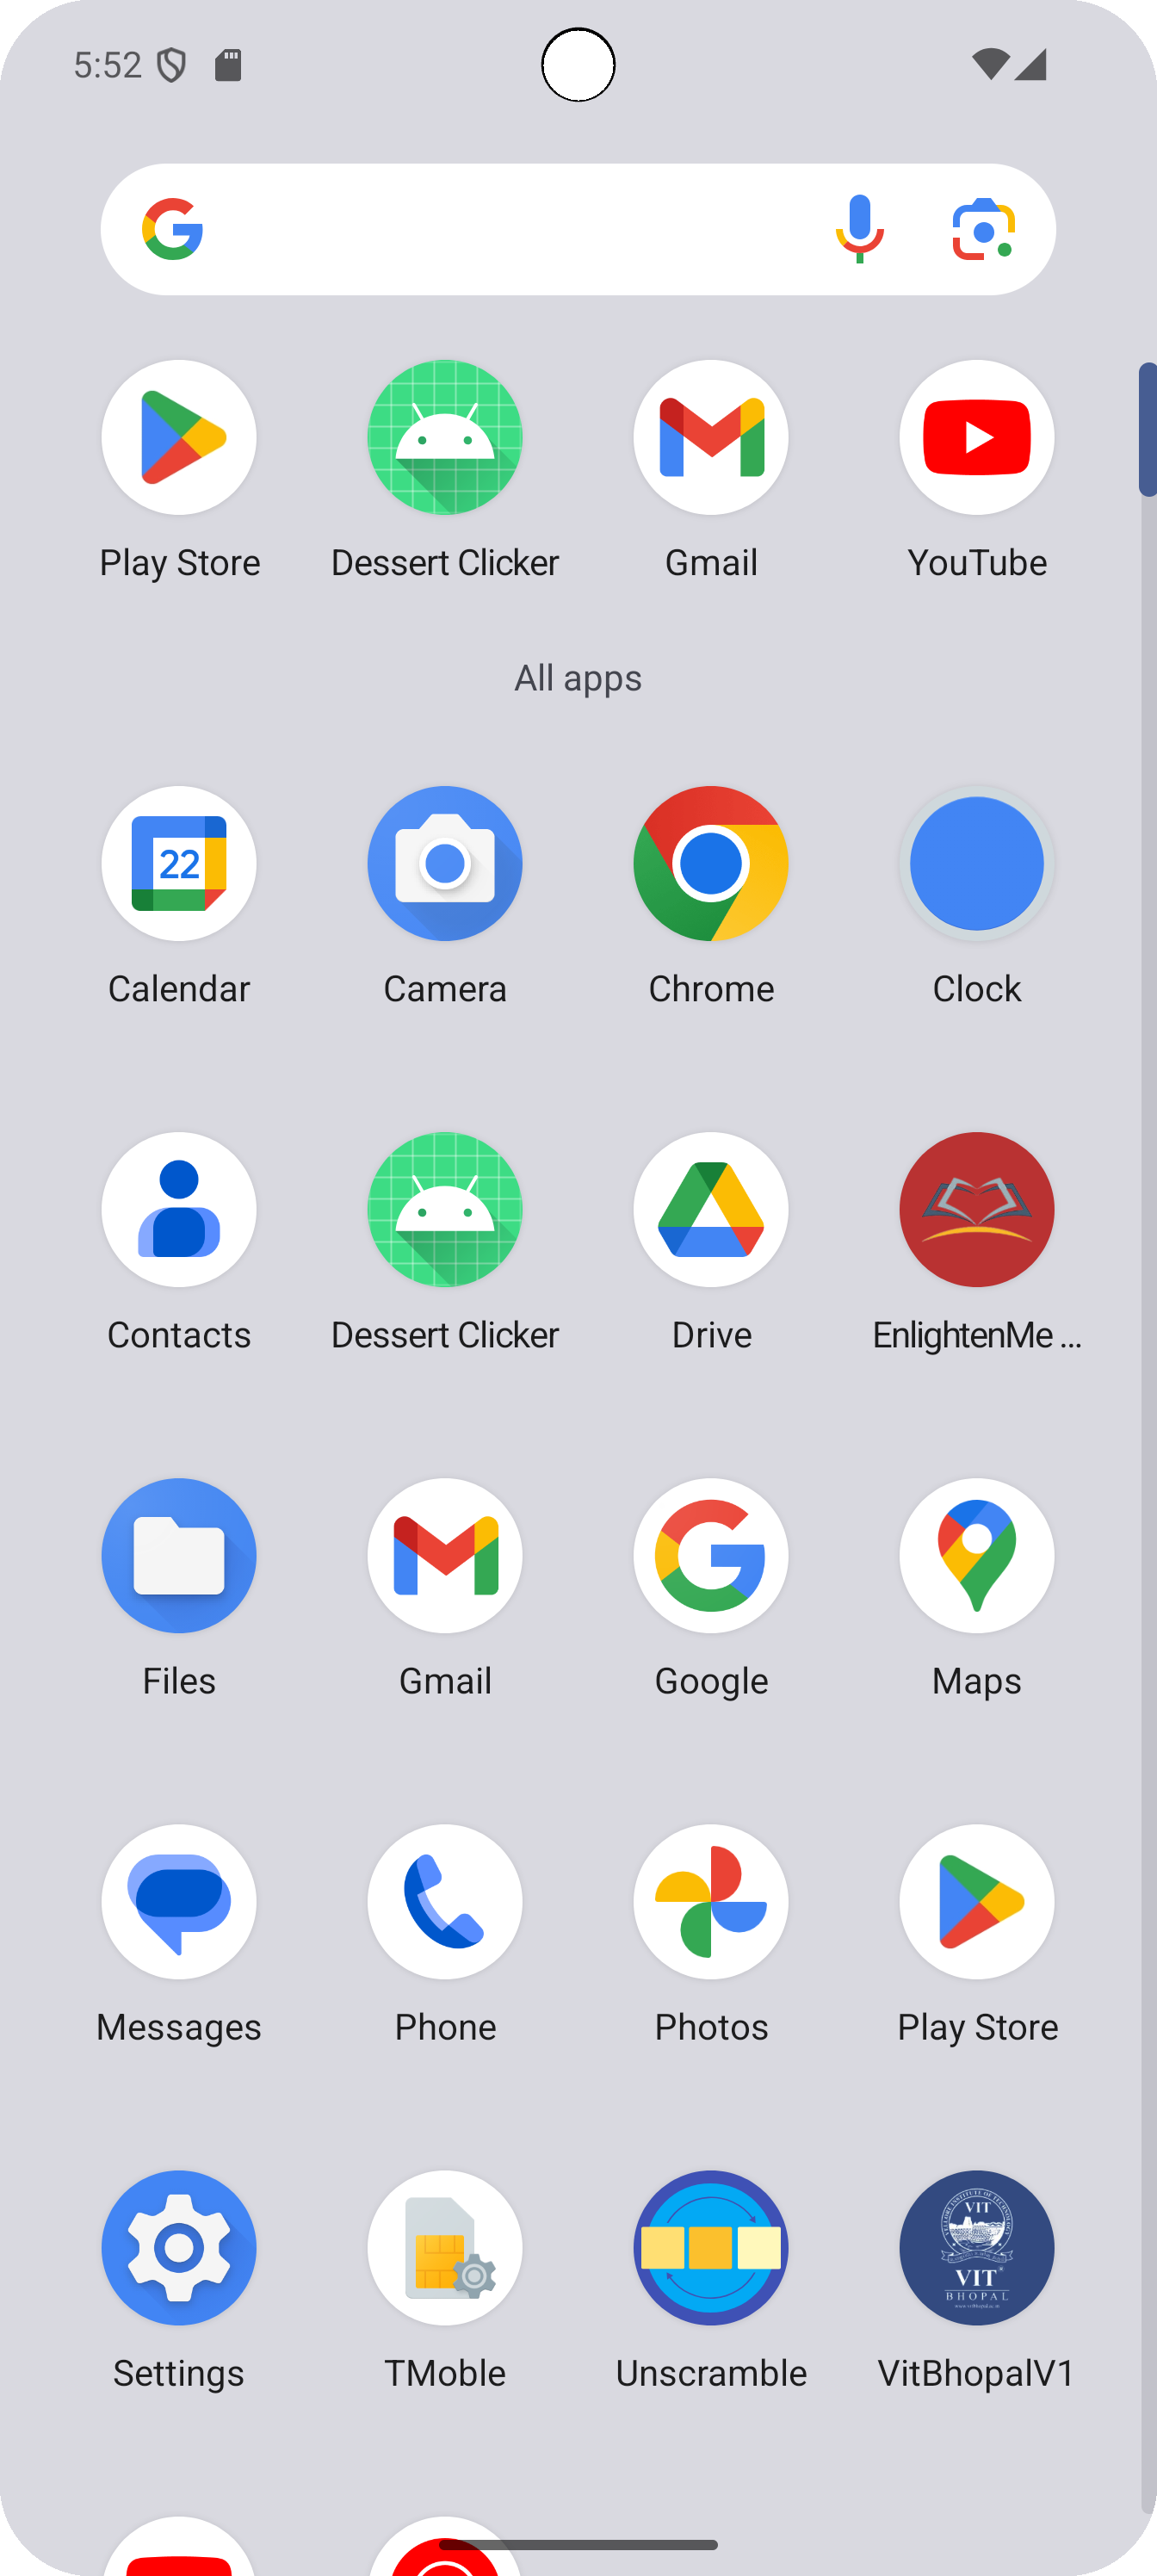 5:52
Play Store Dessert Clicker Gmail YouTube
All apps
22
Calendar Camera Chrome Clock
Contacts Dessert Clicker Drive EnlightenMe ...
Files Gmail Google Maps
Messages Phone Photos Play Store
VIT
VIT
BHOPAL
Settings TMoble Unscramble VitBhopalV1